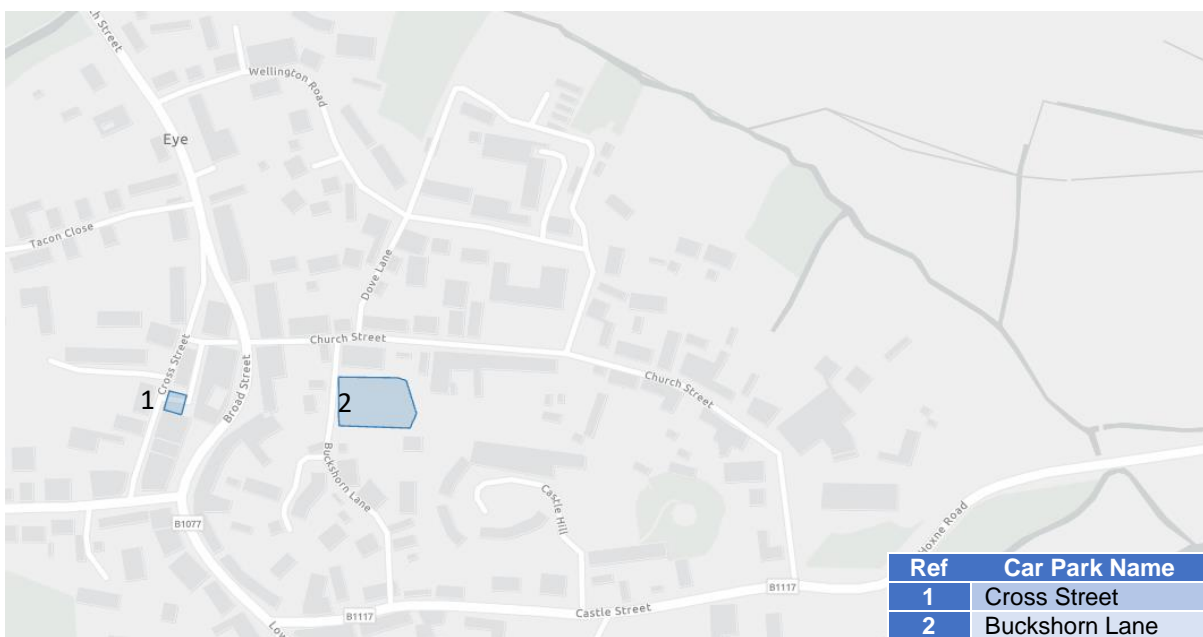 h Street
Wellington Road
Eye
Tacon Close
Dove Lane
Church Street
Cross Street
Broad Street
Church Street
1
2
Buckshorn Lane
Castle Hill
B1077
Hoxne Road
B1117
B1117
Castle Street
Low
Ref Car Park Name
1 Cross Street
2 Buckshorn Lane